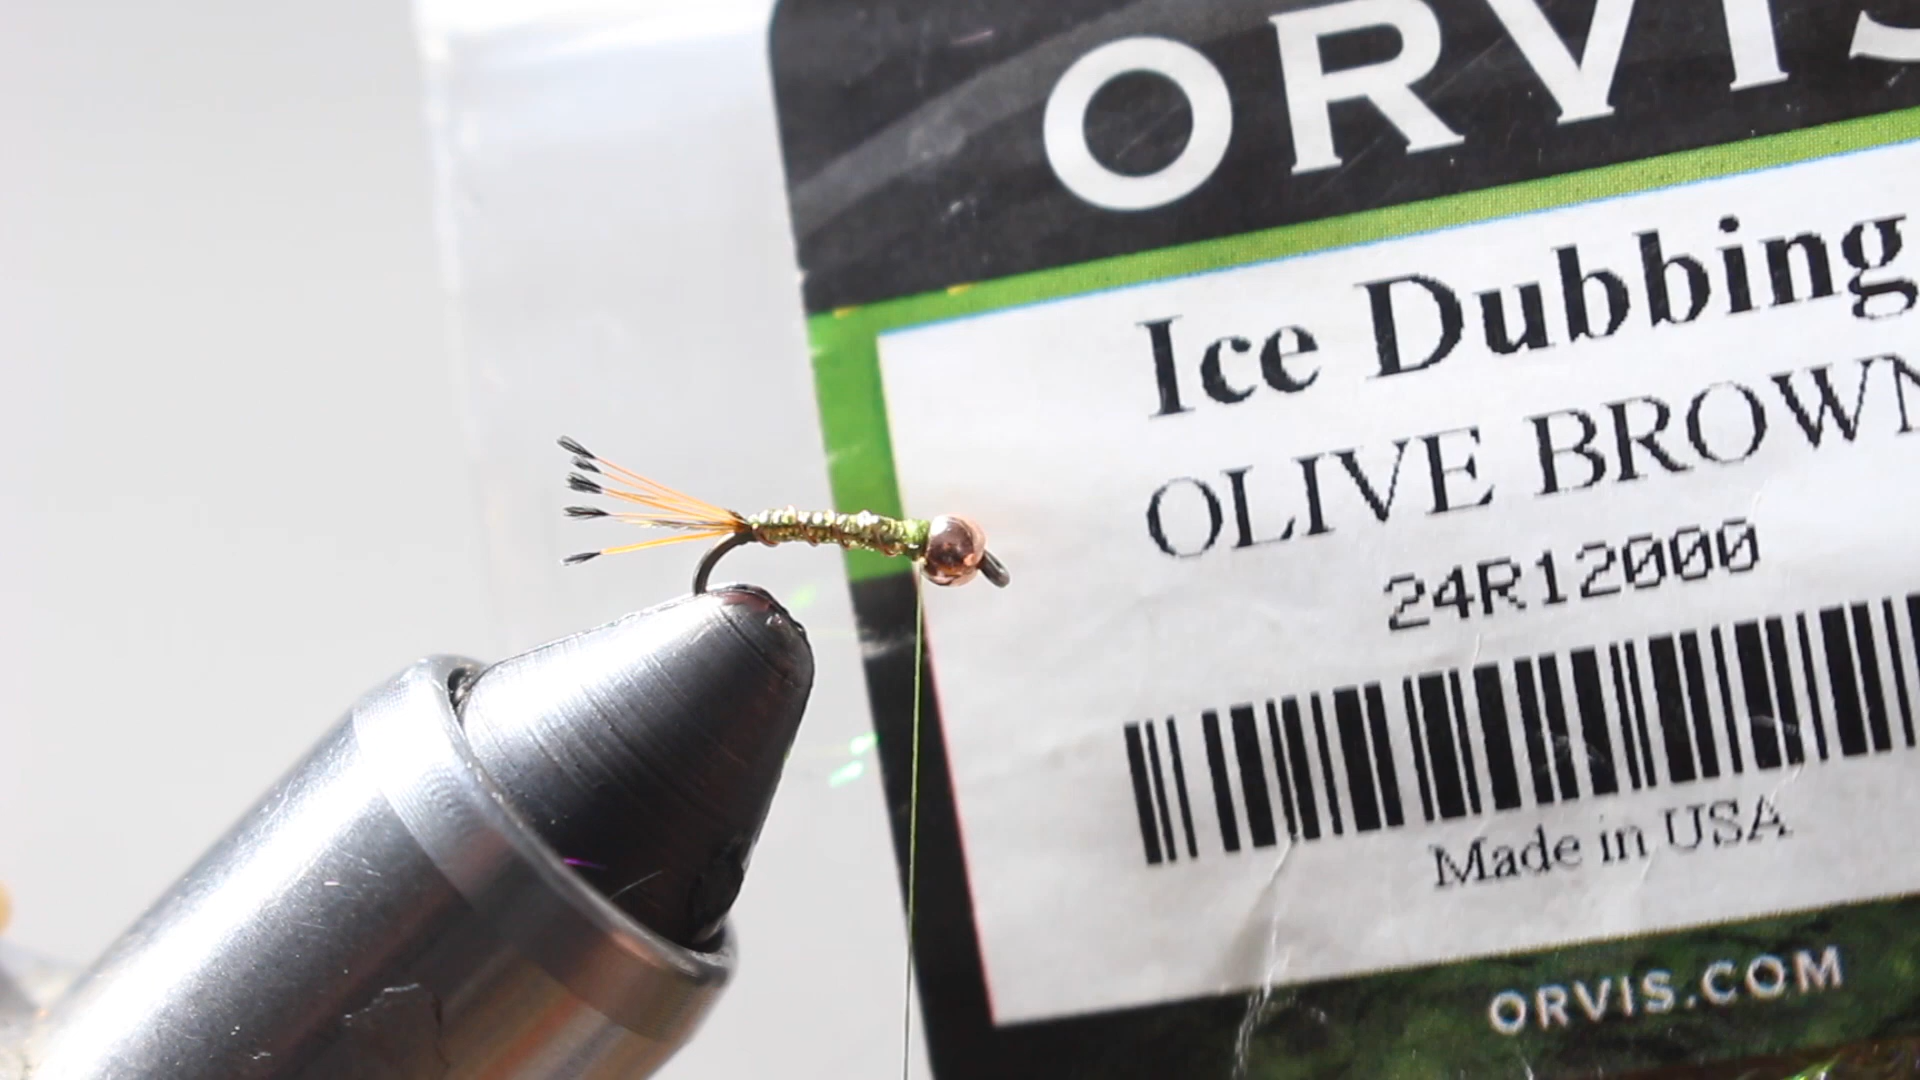 ORVIS
Ice Dubbing
OLIVE BROWN
24R12000
Made in USA
ORVIS.COM